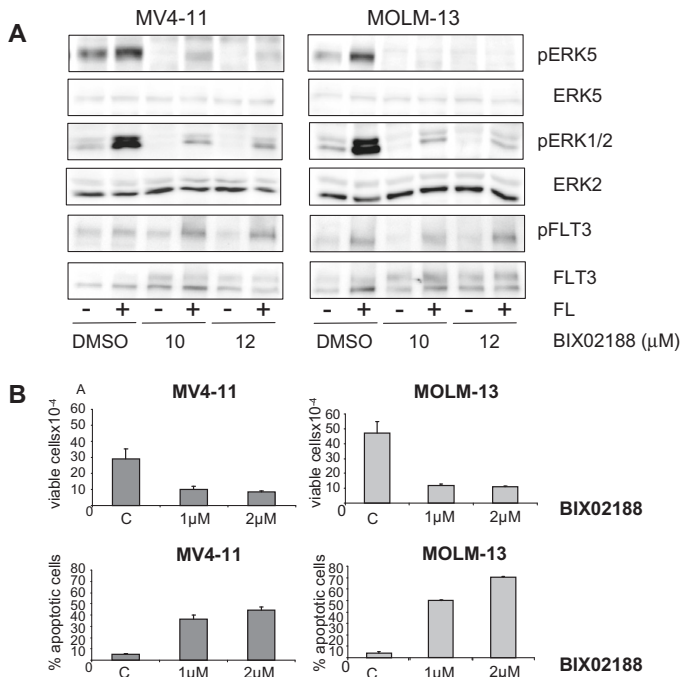 MV4-11 MOLM-13
A
pERK5
ERK5
pERK1/2
ERK2
pFLT3
FLT3
- + - + - + - + - + - + FL
DMSO 10 12 DMSO 10 12 BIX02188 (μM)
B
A MV4-11 MOLM-13
viable cellsx10-4
50
40
30
20
10
0
C 1μM 2μM
viable cellsx10-4
60
50
40
30
20
10
0
C 1μM 2μM
BIX02188
MV4-11 MOLM-13
% apoptotic cells
80
70
60
50
40
30
20
10
0
C 1μM 2μM
% apoptotic cells
80
70
60
50
40
30
20
10
0
C 1μM 2μM
BIX02188